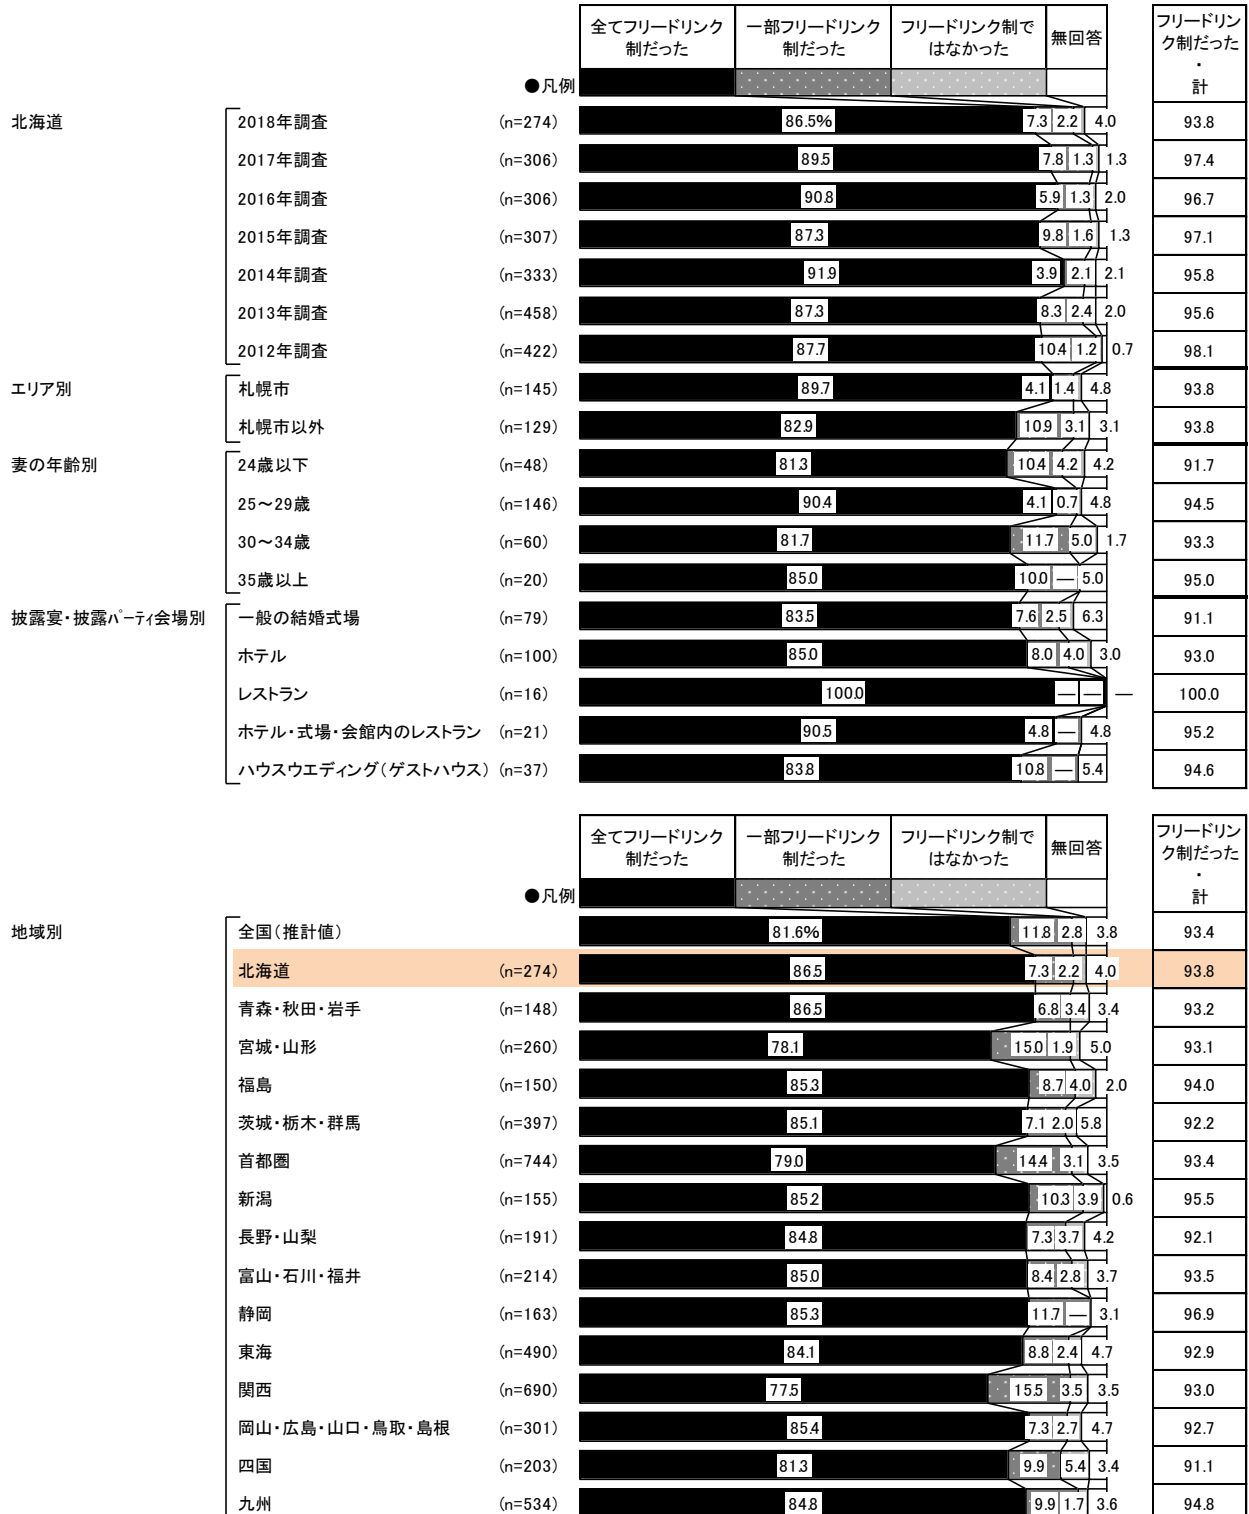 全てフリードリンク制だった 一部フリードリンク制だった フリードリンク制ではなかった 無回答 フリードリンク制だった・計
●凡例
北海道 2018年調査 (n=274) 86.5% 7.3 2.2 4.0 93.8
2017年調査 (n=306) 89.5 7.8 1.3 1.3 97.4
2016年調査 (n=306) 90.8 5.9 1.3 2.0 96.7
2015年調査 (n=307) 87.3 9.8 1.6 1.3 97.1
2014年調査 (n=333) 91.9 3.9 2.1 2.1 95.8
2013年調査 (n=458) 87.3 8.3 2.4 2.0 95.6
2012年調査 (n=422) 87.7 10.4 1.2 0.7 98.1
エリア別 札幌市 (n=145) 89.7 4.1 1.4 4.8 93.8
札幌市以外 (n=129) 82.9 10.9 3.1 3.1 93.8
妻の年齢別 24歳以下 (n=48) 81.3 10.4 4.2 4.2 91.7
25～29歳 (n=146) 90.4 4.1 0.7 4.8 94.5
30～34歳 (n=60) 81.7 11.7 5.0 1.7 93.3
35歳以上 (n=20) 85.0 10.0 ― 5.0 95.0
披露宴・披露ﾊﾟｰﾃｨ会場別 一般の結婚式場 (n=79) 83.5 7.6 2.5 6.3 91.1
ホテル (n=100) 85.0 8.0 4.0 3.0 93.0
レストラン (n=16) 100.0 ― ― ― 100.0
ホテル・式場・会館内のレストラン (n=21) 90.5 4.8 ― 4.8 95.2
ハウスウエディング(ゲストハウス) (n=37) 83.8 10.8 ― 5.4 94.6
全てフリードリンク制だった 一部フリードリンク制だった フリードリンク制ではなかった 無回答 フリードリンク制だった・計
●凡例
地域別 全国(推計値) 81.6% 11.8 2.8 3.8 93.4
北海道 (n=274) 86.5 7.3 2.2 4.0 93.8
青森・秋田・岩手 (n=148) 86.5 6.8 3.4 3.4 93.2
宮城・山形 (n=260) 78.1 15.0 1.9 5.0 93.1
福島 (n=150) 85.3 8.7 4.0 2.0 94.0
茨城・栃木・群馬 (n=397) 85.1 7.1 2.0 5.8 92.2
首都圏 (n=744) 79.0 14.4 3.1 3.5 93.4
新潟 (n=155) 85.2 10.3 3.9 0.6 95.5
長野・山梨 (n=191) 84.8 7.3 3.7 4.2 92.1
富山・石川・福井 (n=214) 85.0 8.4 2.8 3.7 93.5
静岡 (n=163) 85.3 11.7 ― 3.1 96.9
東海 (n=490) 84.1 8.8 2.4 4.7 92.9
関西 (n=690) 77.5 15.5 3.5 3.5 93.0
岡山・広島・山口・鳥取・島根 (n=301) 85.4 7.3 2.7 4.7 92.7
四国 (n=203) 81.3 9.9 5.4 3.4 91.1
九州 (n=534) 84.8 9.9 1.7 3.6 94.8